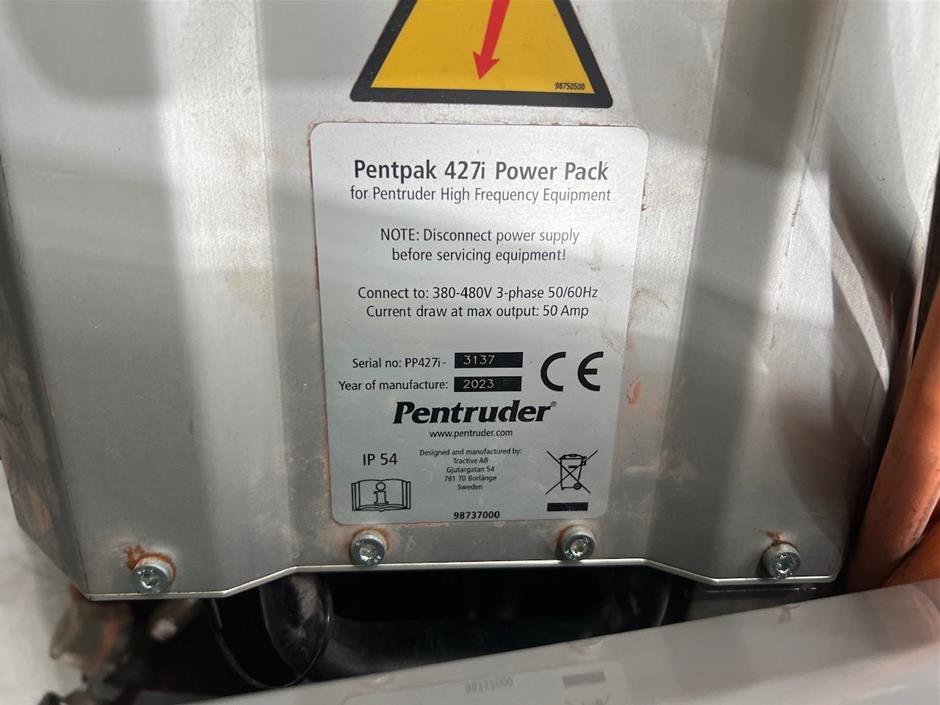 98750500
Pentpak 427i Power Pack
for Pentruder High Frequency Equipment
NOTE: Disconnect power supply
before servicing equipment!
Connect to: 380-480V 3-phase 50/60Hz
Current draw at max output: 50 Amp
Serial no: PP427i- 3137
Year of manufacture: 2023
CE
Pentruder®
www.pentruder.com
IP 54
Designed and manufactured by:
Tractive AB
Gjutargatan 54
781 70 Borlänge
Sweden
98737000